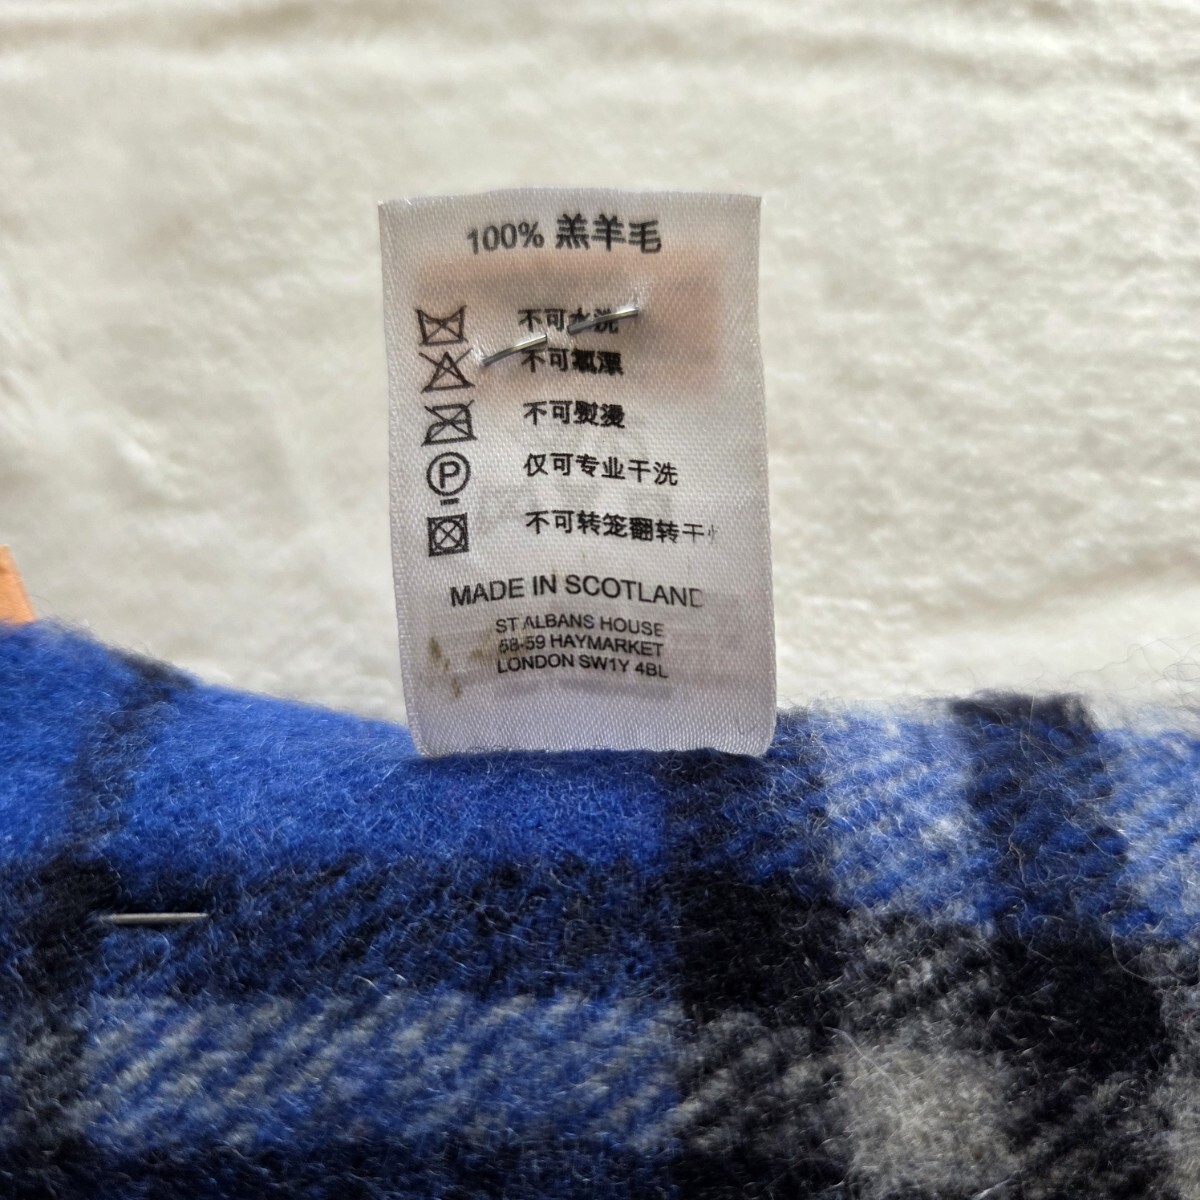 100% 羔羊毛
不可水洗
不可氯漂
不可熨烫
P
仅可专业干洗
不可转笼翻转干
MADE IN SCOTLAND
ST ALBANS HOUSE
58-59 HAYMARKET
LONDON SW1Y 4BL